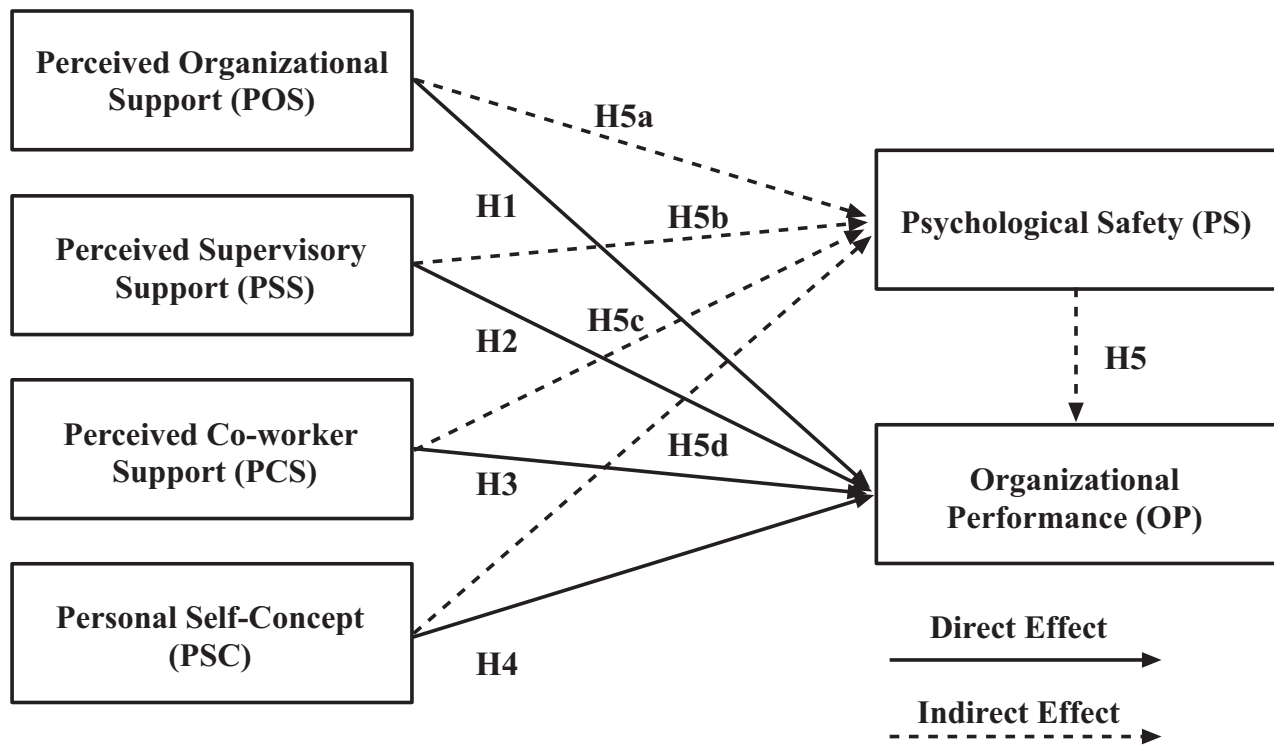 Perceived Organizational
Support (POS)
H5a
Psychological Safety (PS)
H1
H5b
Perceived Supervisory
Support (PSS)
H5c
H2
H5
Perceived Co-worker
Support (PCS)
H5d
H3
Organizational
Performance (OP)
Personal Self-Concept
(PSC)
H4
Direct Effect
Indirect Effect